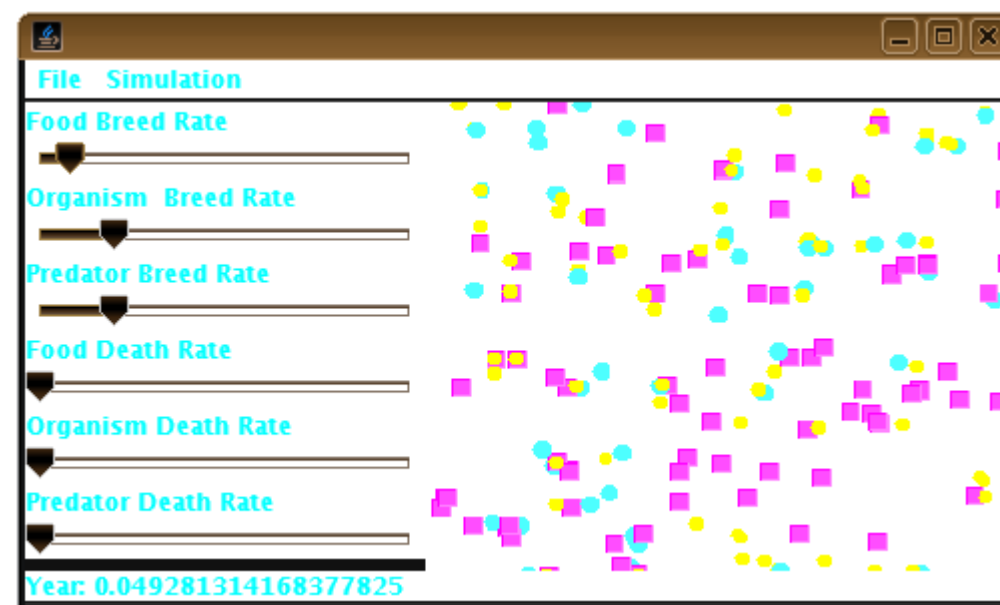 File Simulation
Food Breed Rate
Organism  Breed Rate
Predator Breed Rate
Food Death Rate
Organism Death Rate
Predator Death Rate
Year: 0.049281314168377825